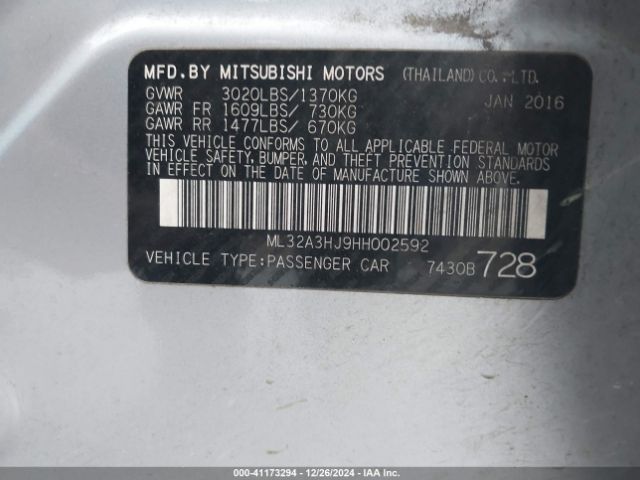 MFD.BY MITSUBISHI MOTORS (THAILAND)CO.,LTD.
GVWR 3020LBS/1370KG JAN 2016
GAWR FR 1609LBS/ 730KG
GAWR RR 1477LBS/ 670KG
THIS VEHICLE CONFORMS TO ALL APPLICABLE FEDERAL MOTOR
VEHICLE SAFETY, BUMPER, AND THEFT PREVENTION STANDARDS
IN EFFECT ON THE DATE OF MANUFACTURE SHOWN ABOVE.
ML32A3HJ9HH002592
VEHICLE TYPE:PASSENGER CAR 7430B 728
000-41173294 - 12/26/2024 - IAAI.com